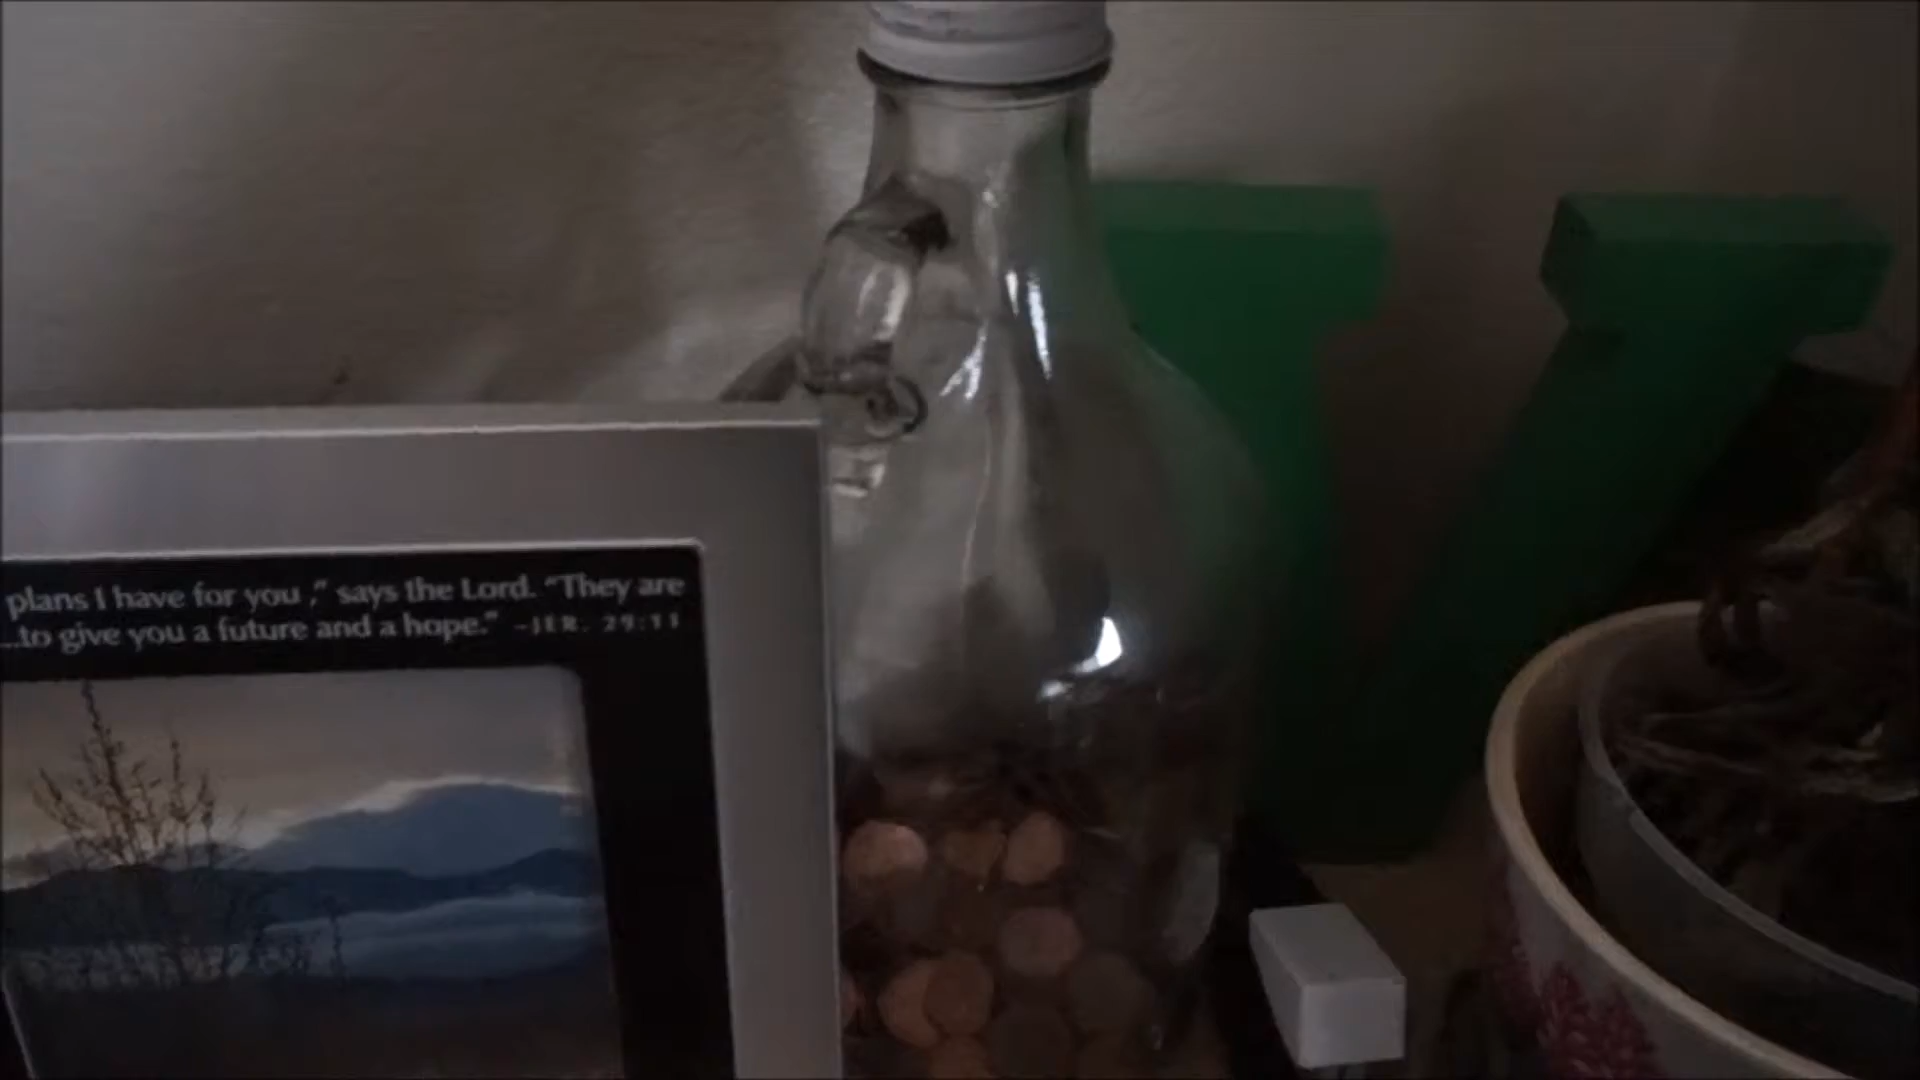 plans I have for you," says the Lord. "They are
...to give you a future and a hope." –JER. 29:11